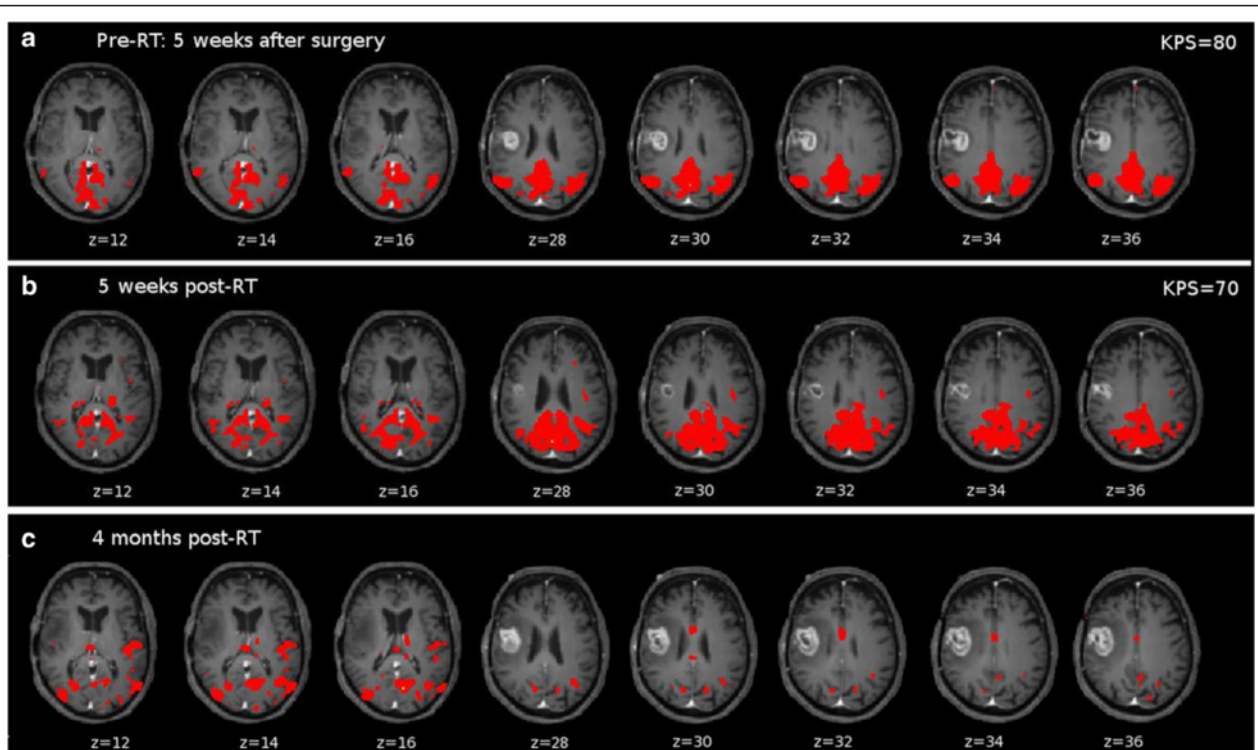 a Pre-RT: 5 weeks after surgery KPS=80
z=12 z=14 z=16 z=28 z=30 z=32 z=34 z=36
b 5 weeks post-RT KPS=70
z=12 z=14 z=16 z=28 z=30 z=32 z=34 z=36
c 4 months post-RT
z=12 z=14 z=16 z=28 z=30 z=32 z=34 z=36